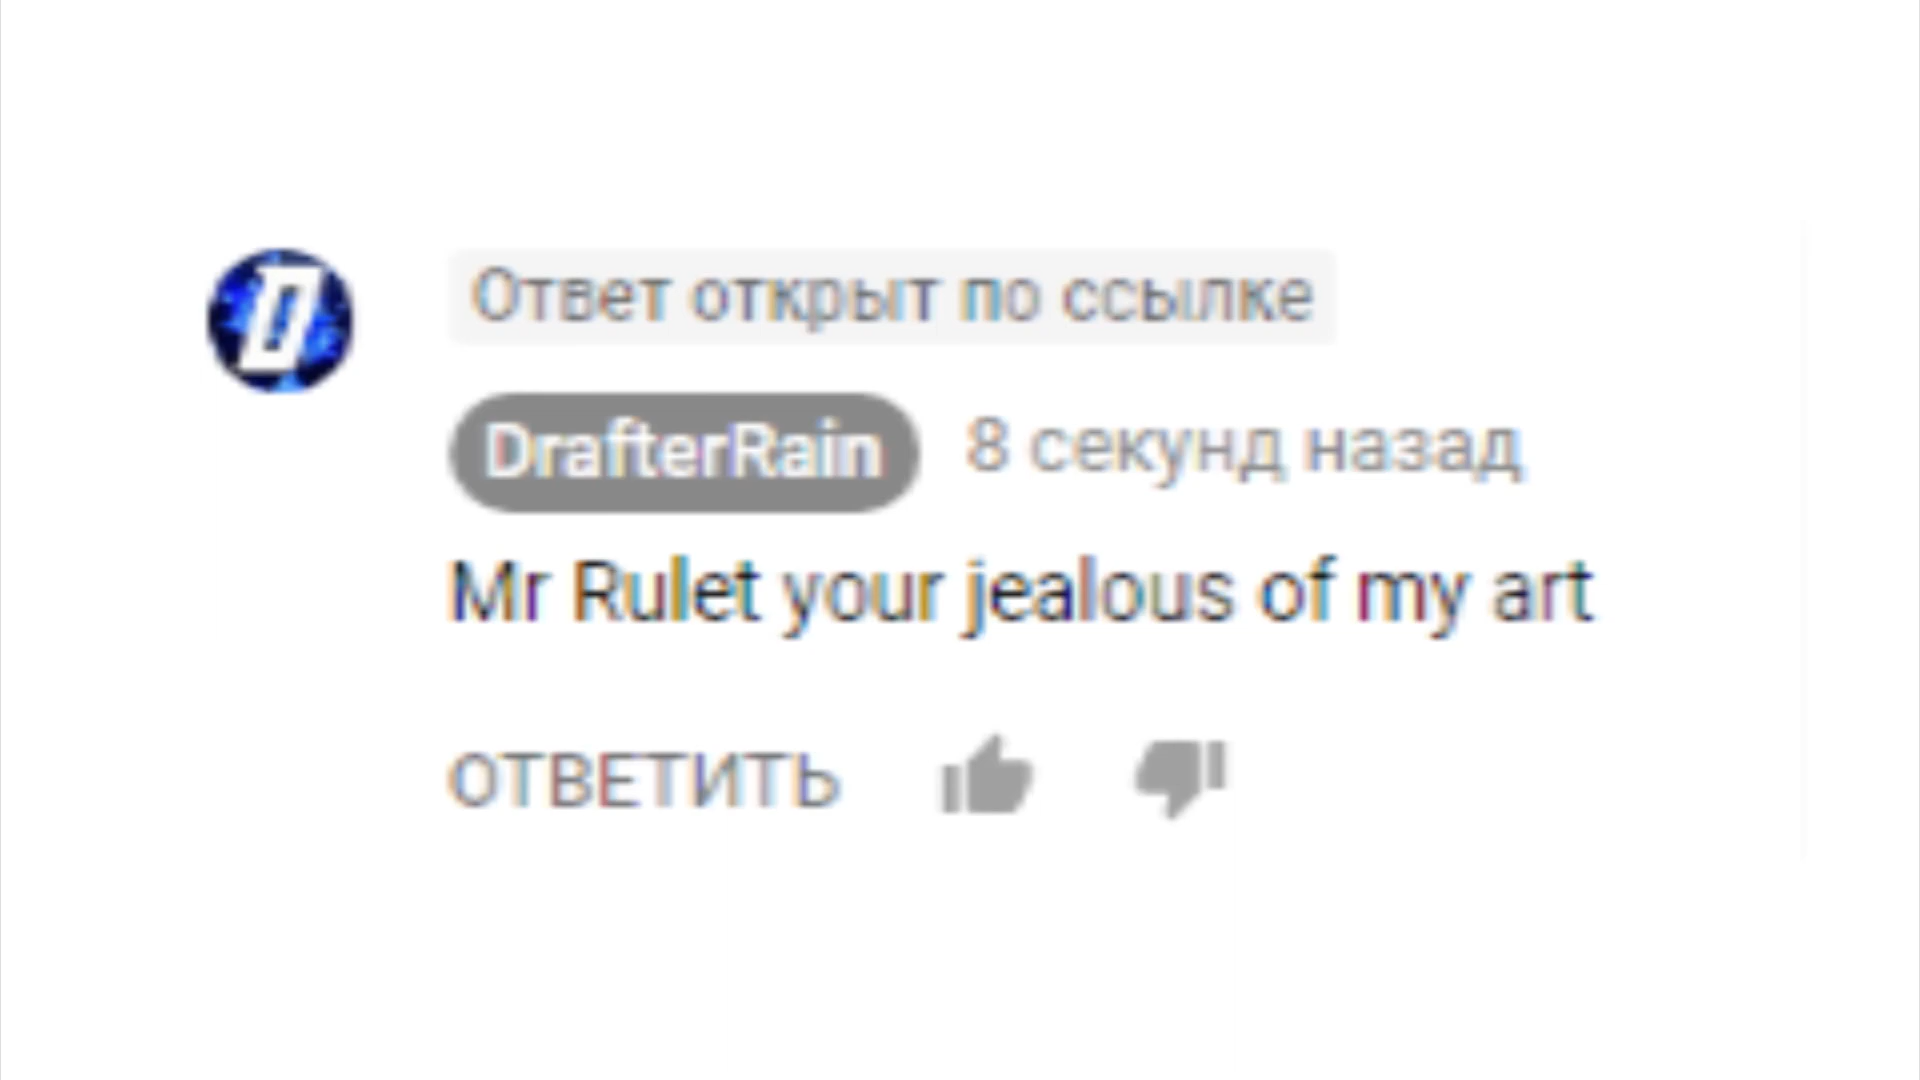 D
Ответ открыт по ссылке
DrafterRain 8 секунд назад
Mr Rulet your jealous of my art
ОТВЕТИТЬ